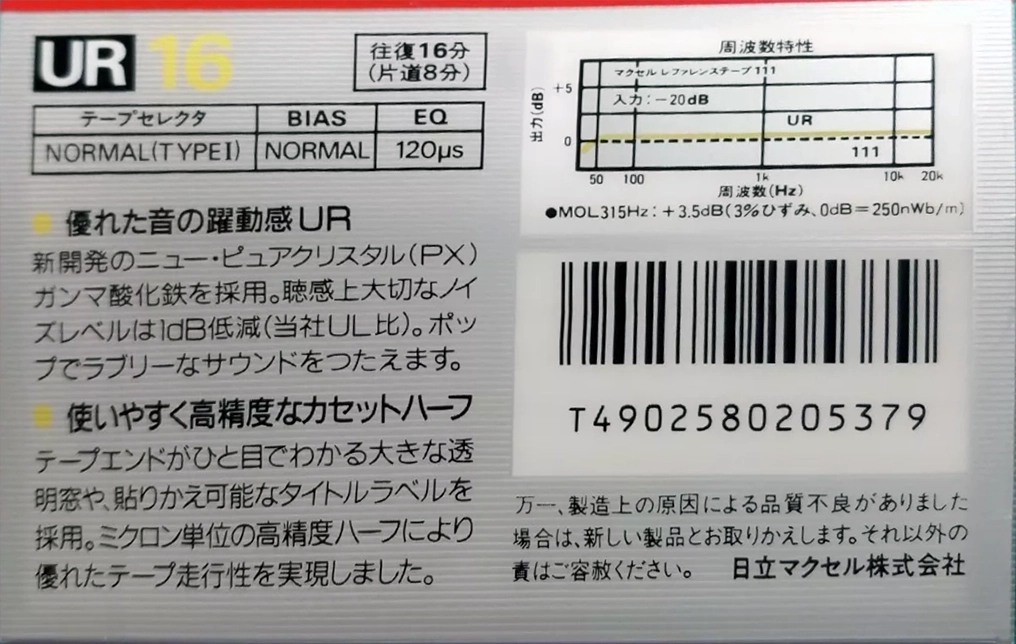 UR 16
往復16分
(片道8分)
テープセレクタ BIAS EQ
NORMAL(TYPEI) NORMAL 120μs
優れた音の躍動感UR
新開発のニュー・ピュアクリスタル(PX)
ガンマ酸化鉄を採用。聴感上大切なノイ
ズレベルは1dB低減(当社UL比)。ポッ
プでラブリーなサウンドをつたえます。
使いやすく高精度なカセットハーフ
テープエンドがひと目でわかる大きな透
明窓や、貼りかえ可能なタイトルラベルを
採用。ミクロン単位の高精度ハーフにより
優れたテープ走行性を実現しました。
周波数特性
マクセル レファレンステープ111
+5
入力:-20dB
出力(dB)
UR
0
111
50 100 1k 10k 20k
周波数(Hz)
●MOL315Hz:+3.5dB(3%ひずみ、0dB=250nWb/m)
T4902580205379
万一、製造上の原因による品質不良がありました
場合は、新しい製品とお取りかえします。それ以外の
責はご容赦ください。 日立マクセル株式会社